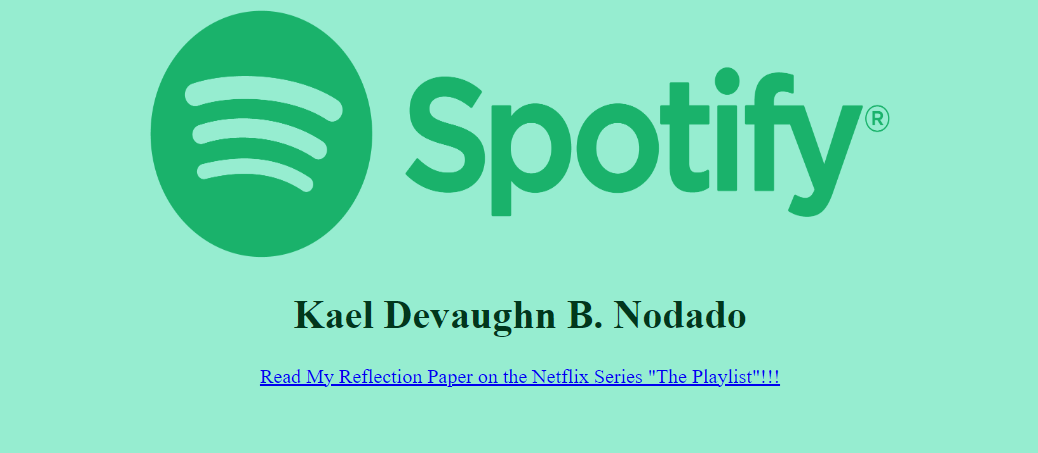 Spotify®
Kael Devaughn B. Nodado
Read My Reflection Paper on the Netflix Series "The Playlist"!!!